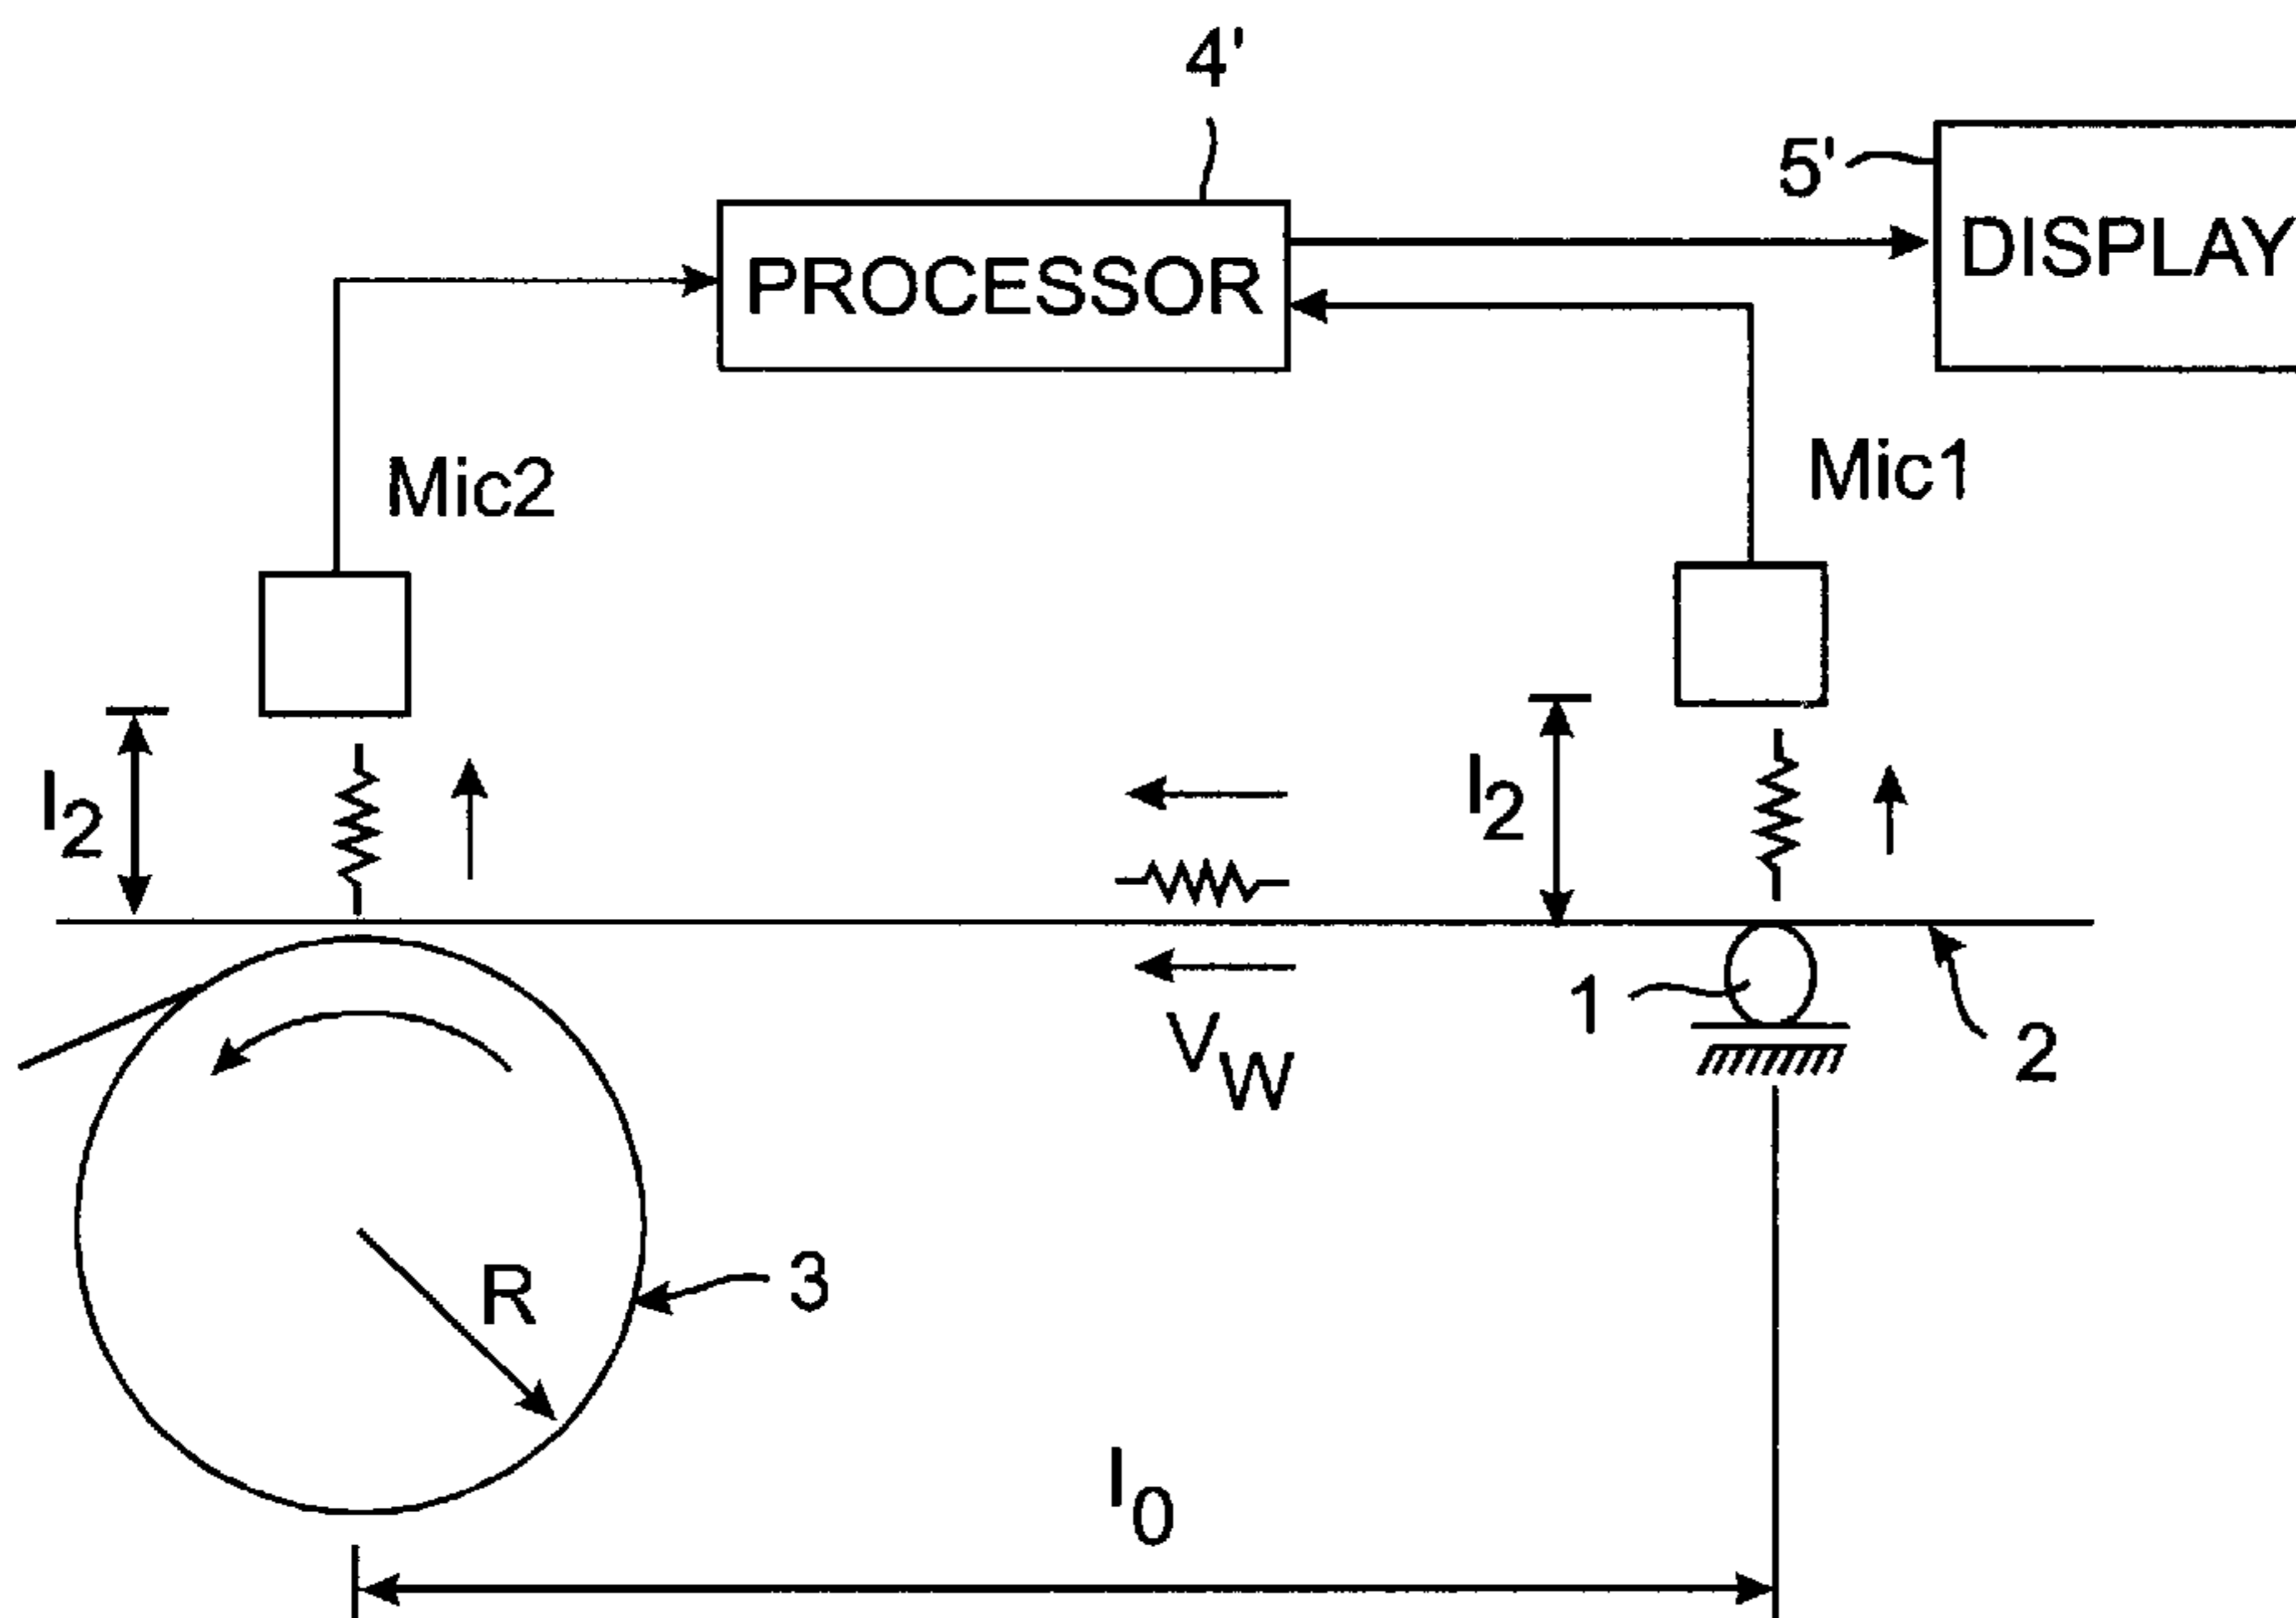 4'
5'
DISPLAY
PROCESSOR
Mic2
Mic1
l2
l2
VW
1
2
R
3
l0